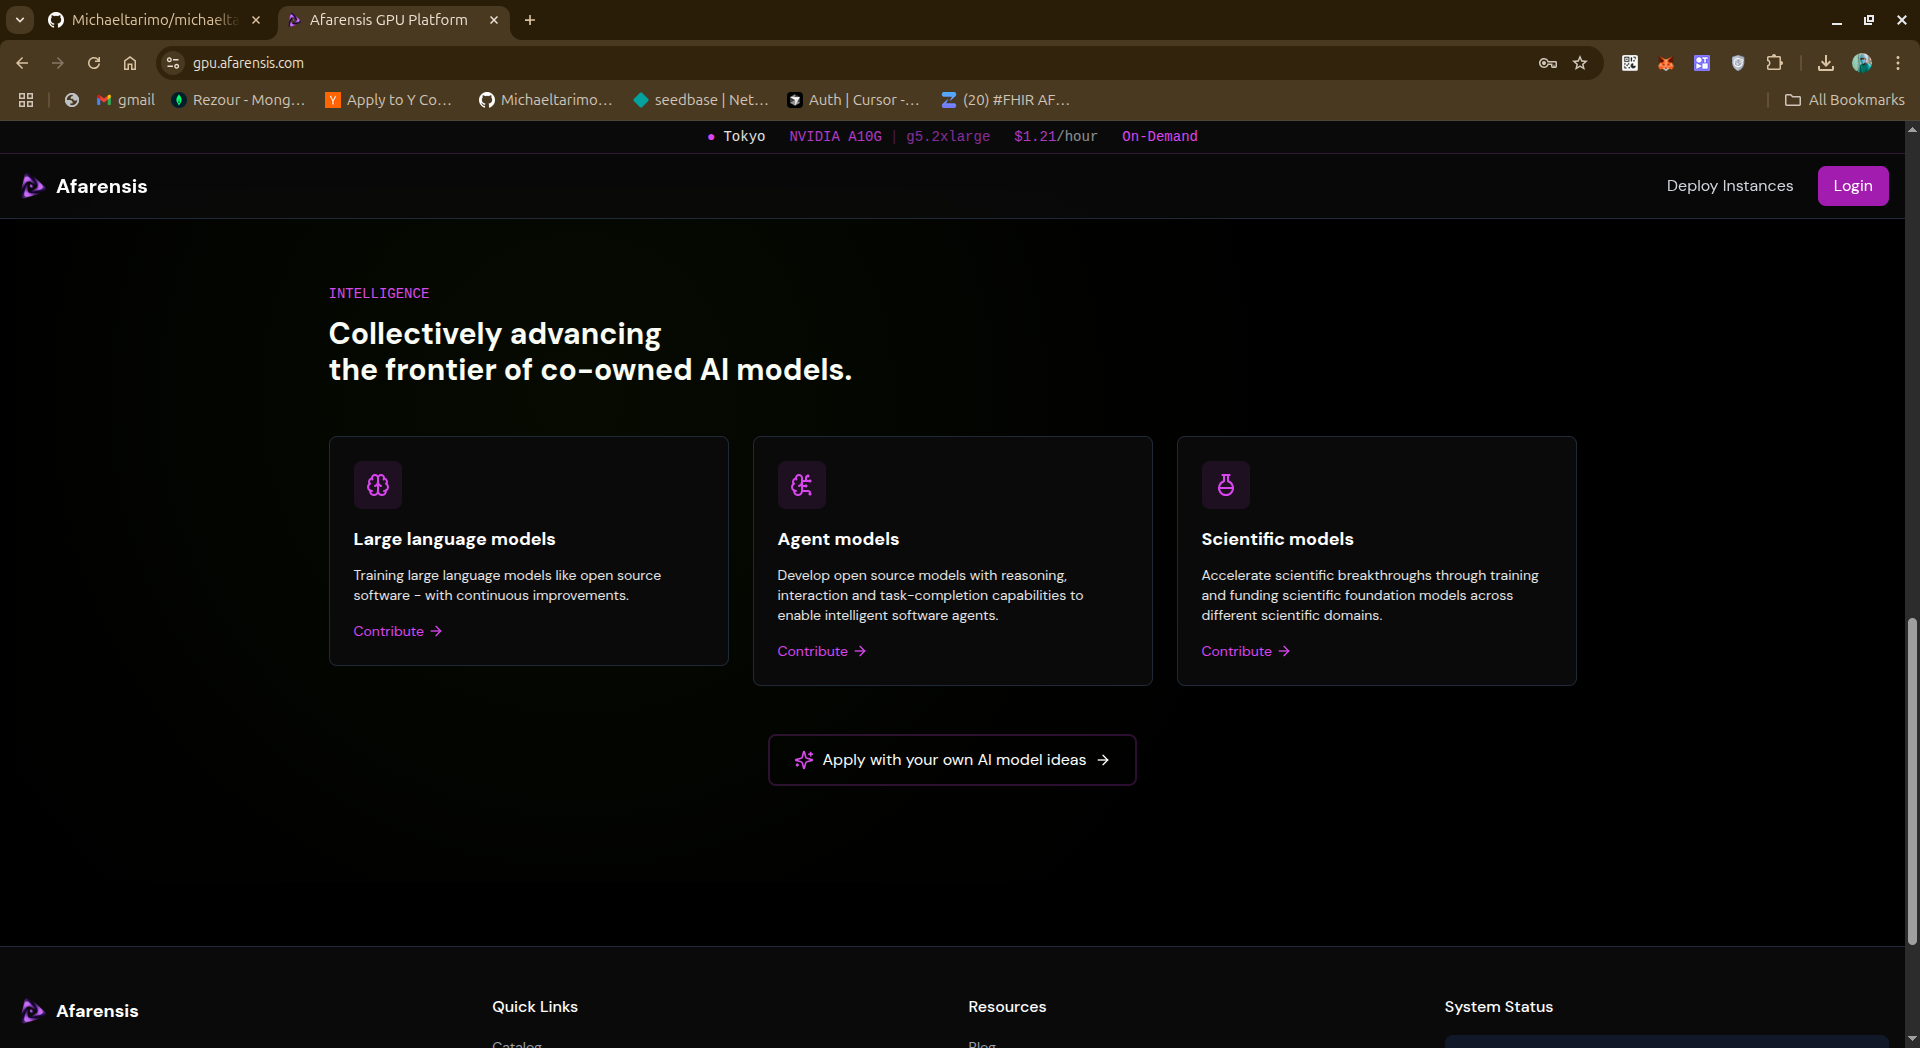 Michaeltarimo/michaelta
Afarensis GPU Platform
gpu.afarensis.com
gmail
Rezour - Mong...
Apply to Y Co...
Michaeltarimo...
seedbase | Net...
Auth | Cursor -...
(20) #FHIR AF...
All Bookmarks
Tokyo NVIDIA A10G | g5.2xlarge $1.21/hour On-Demand
Afarensis
Deploy Instances
Login
INTELLIGENCE
Collectively advancing
the frontier of co-owned AI models.
Large language models
Training large language models like open source
software - with continuous improvements.
Contribute →
Agent models
Develop open source models with reasoning,
interaction and task-completion capabilities to
enable intelligent software agents.
Contribute →
Scientific models
Accelerate scientific breakthroughs through training
and funding scientific foundation models across
different scientific domains.
Contribute →
Apply with your own AI model ideas →
Afarensis
Quick Links
Catalog
Resources
Blog
System Status